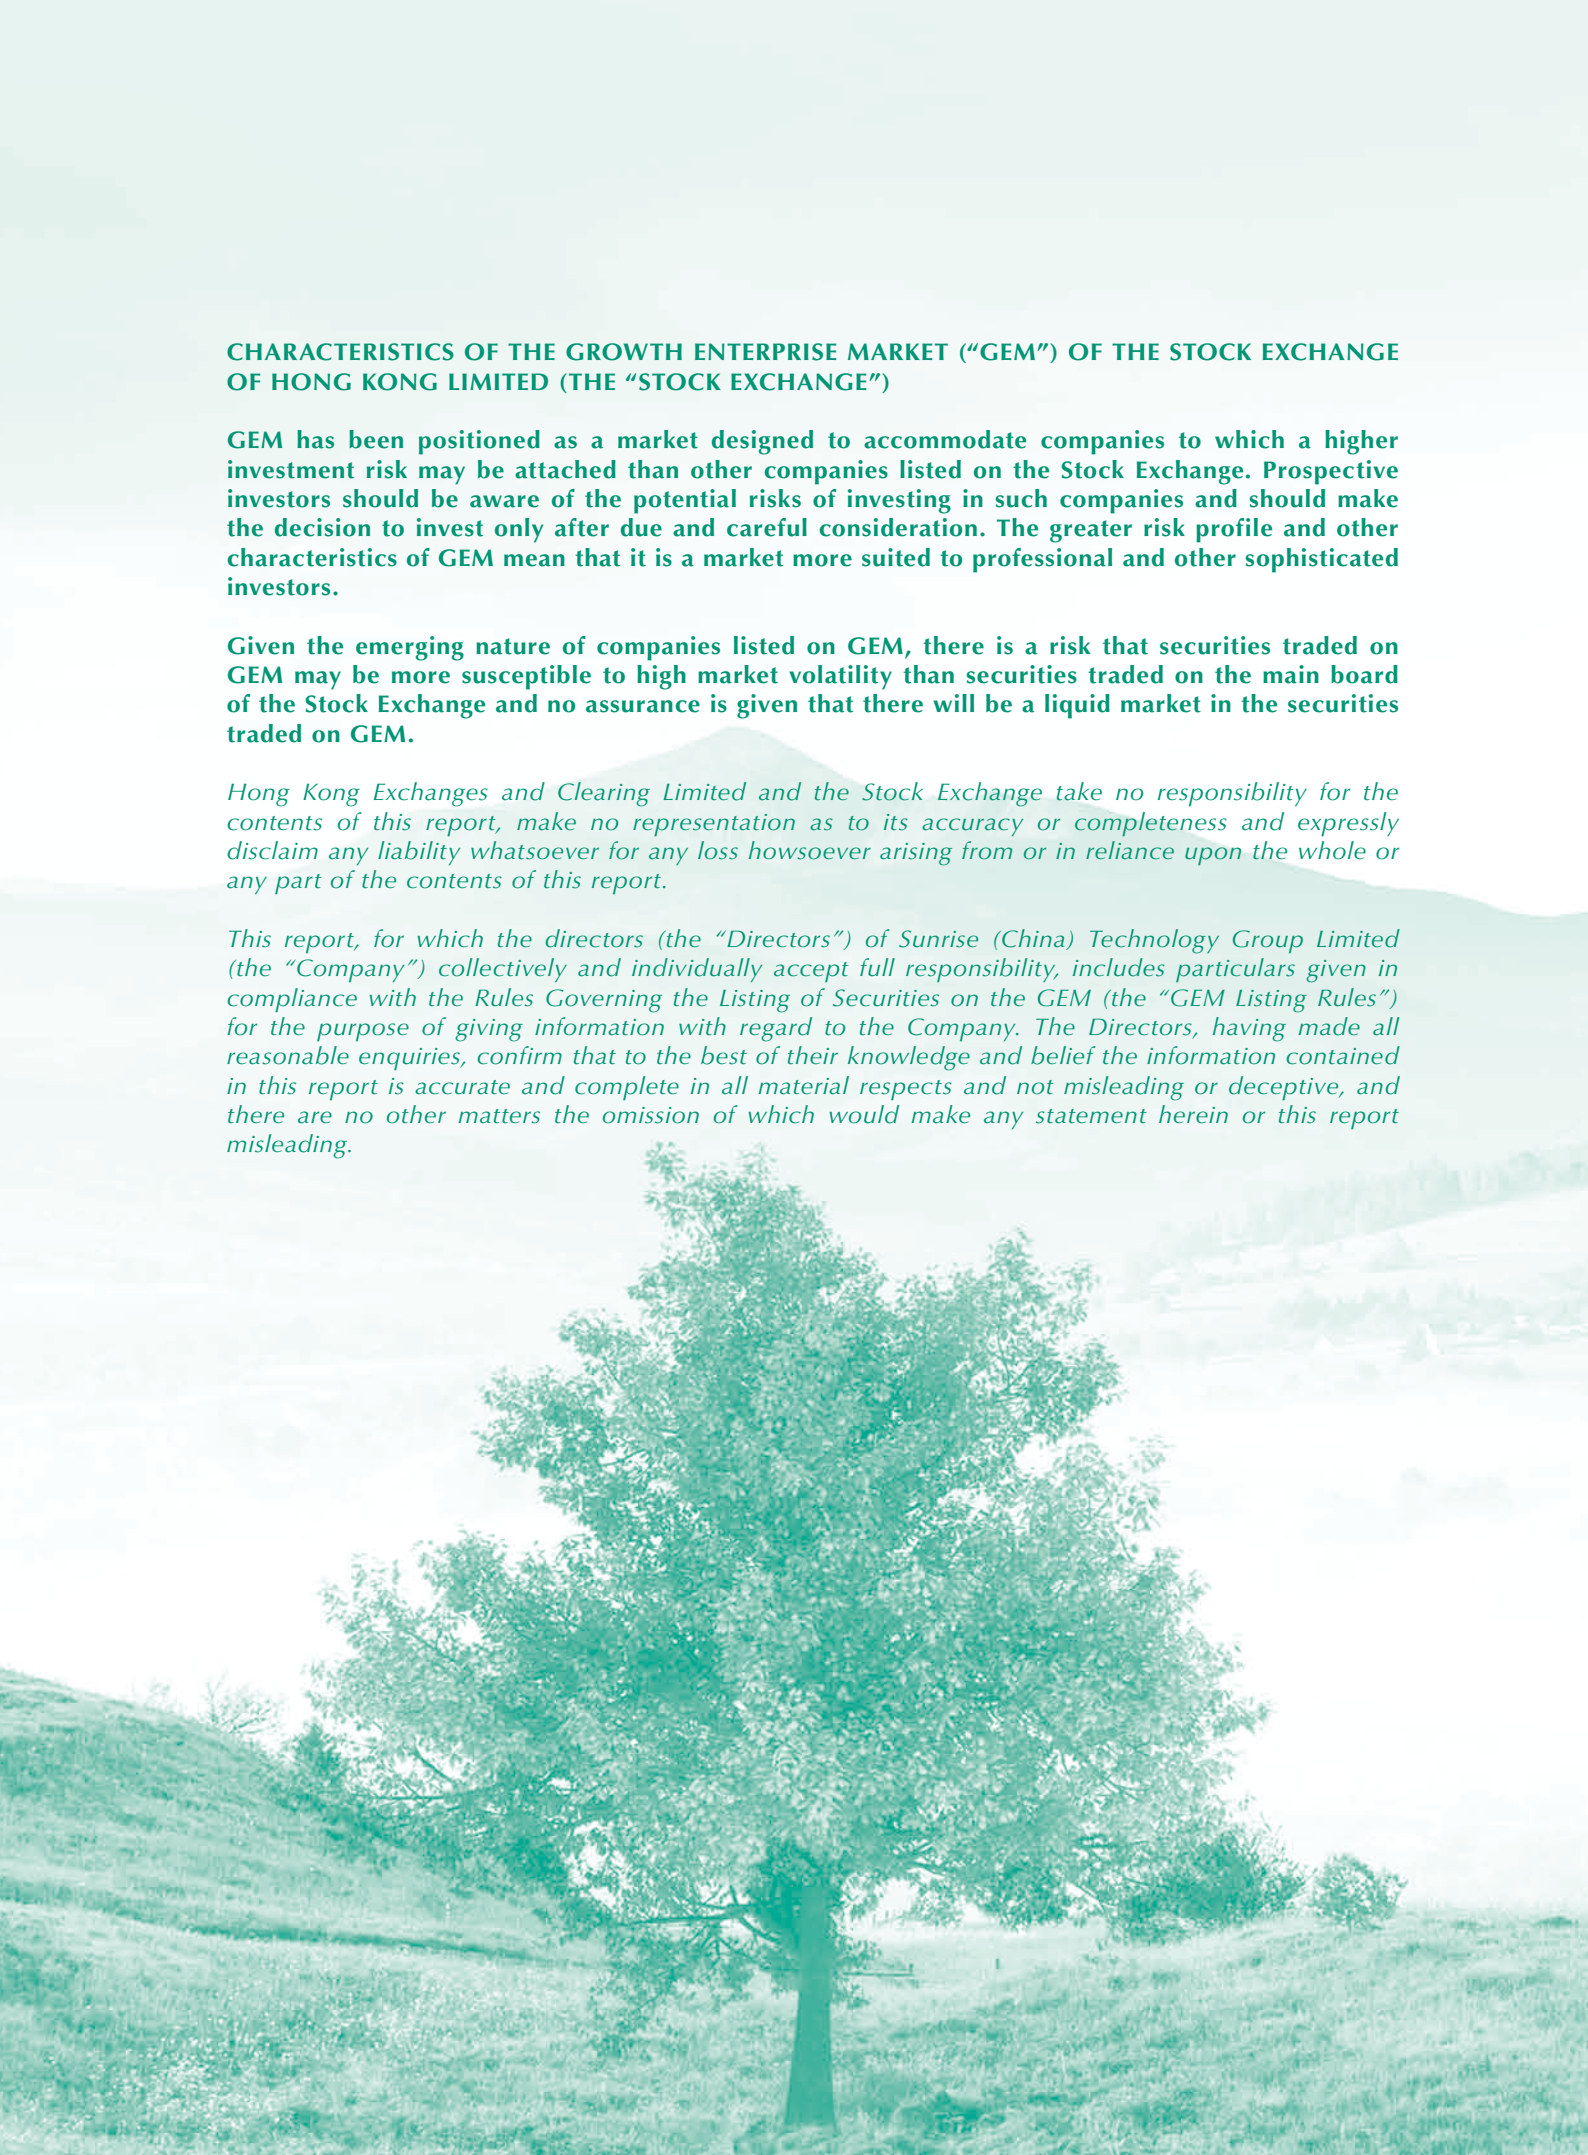 CHARACTERISTICS OF THE GROWTH ENTERPRISE MARKET (“GEM”) OF THE STOCK EXCHANGE
OF HONG KONG LIMITED (THE “STOCK EXCHANGE”)
GEM has been positioned as a market designed to accommodate companies to which a higher
investment risk may be attached than other companies listed on the Stock Exchange. Prospective
investors should be aware of the potential risks of investing in such companies and should make
the decision to invest only after due and careful consideration. The greater risk profile and other
characteristics of GEM mean that it is a market more suited to professional and other sophisticated
investors.
Given the emerging nature of companies listed on GEM, there is a risk that securities traded on
GEM may be more susceptible to high market volatility than securities traded on the main board
of the Stock Exchange and no assurance is given that there will be a liquid market in the securities
traded on GEM.
Hong Kong Exchanges and Clearing Limited and the Stock Exchange take no responsibility for the
contents of this report, make no representation as to its accuracy or completeness and expressly
disclaim any liability whatsoever for any loss howsoever arising from or in reliance upon the whole or
any part of the contents of this report.
This report, for which the directors (the “Directors”) of Sunrise (China) Technology Group Limited
(the “Company”) collectively and individually accept full responsibility, includes particulars given in
compliance with the Rules Governing the Listing of Securities on the GEM (the “GEM Listing Rules”)
for the purpose of giving information with regard to the Company. The Directors, having made all
reasonable enquiries, confirm that to the best of their knowledge and belief the information contained
in this report is accurate and complete in all material respects and not misleading or deceptive, and
there are no other matters the omission of which would make any statement herein or this report
misleading.